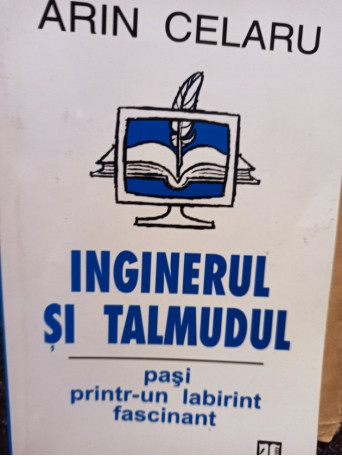 ARIN CELARU
INGINERUL
ȘI TALMUDUL
pași
printr-un labirint
fascinant